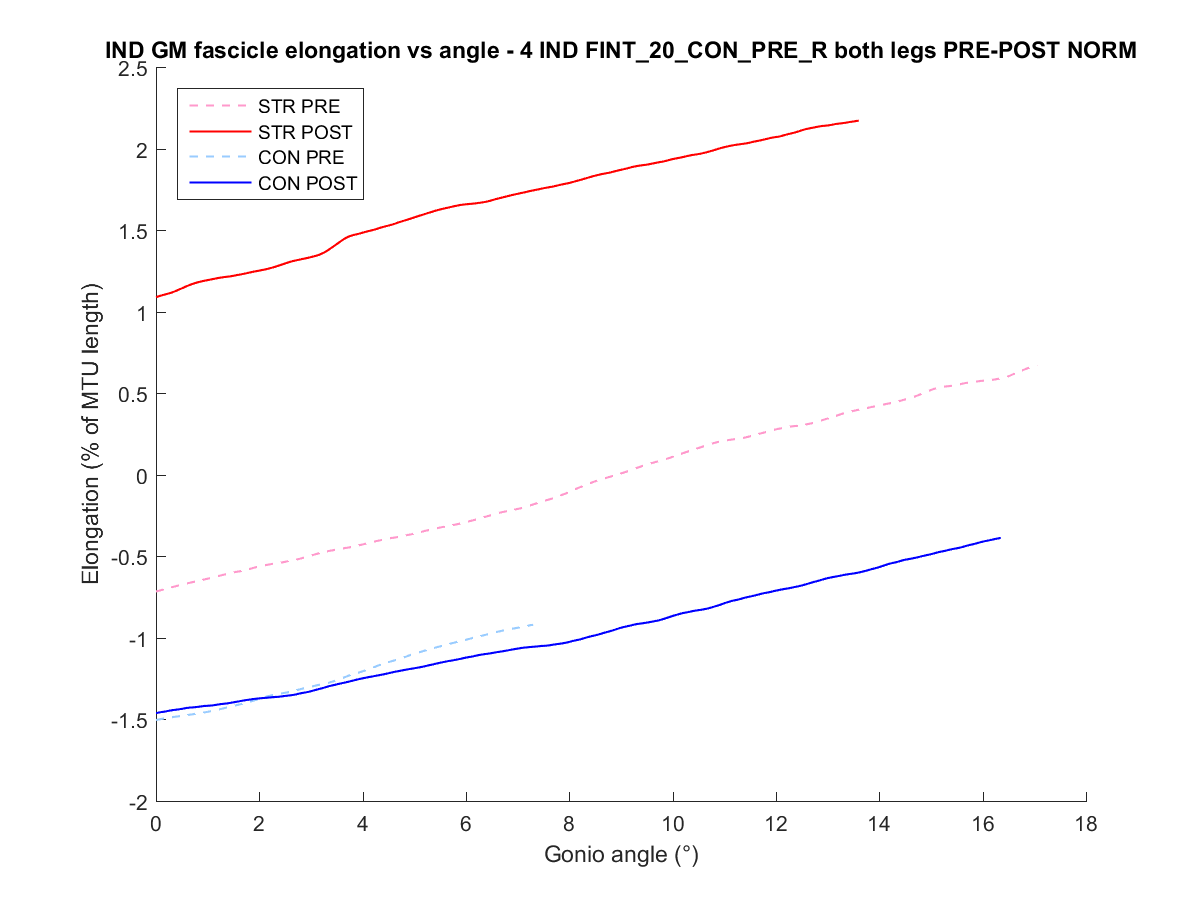 IND GM fascicle elongation vs angle - 4 IND FINT_20_CON_PRE_R both legs PRE-POST NORM
2.5
2
1.5
1
0.5
0
-0.5
-1
-1.5
-2
STR PRE
STR POST
CON PRE
CON POST
Elongation (% of MTU length)
0 2 4 6 8 10 12 14 16 18
Gonio angle (°)